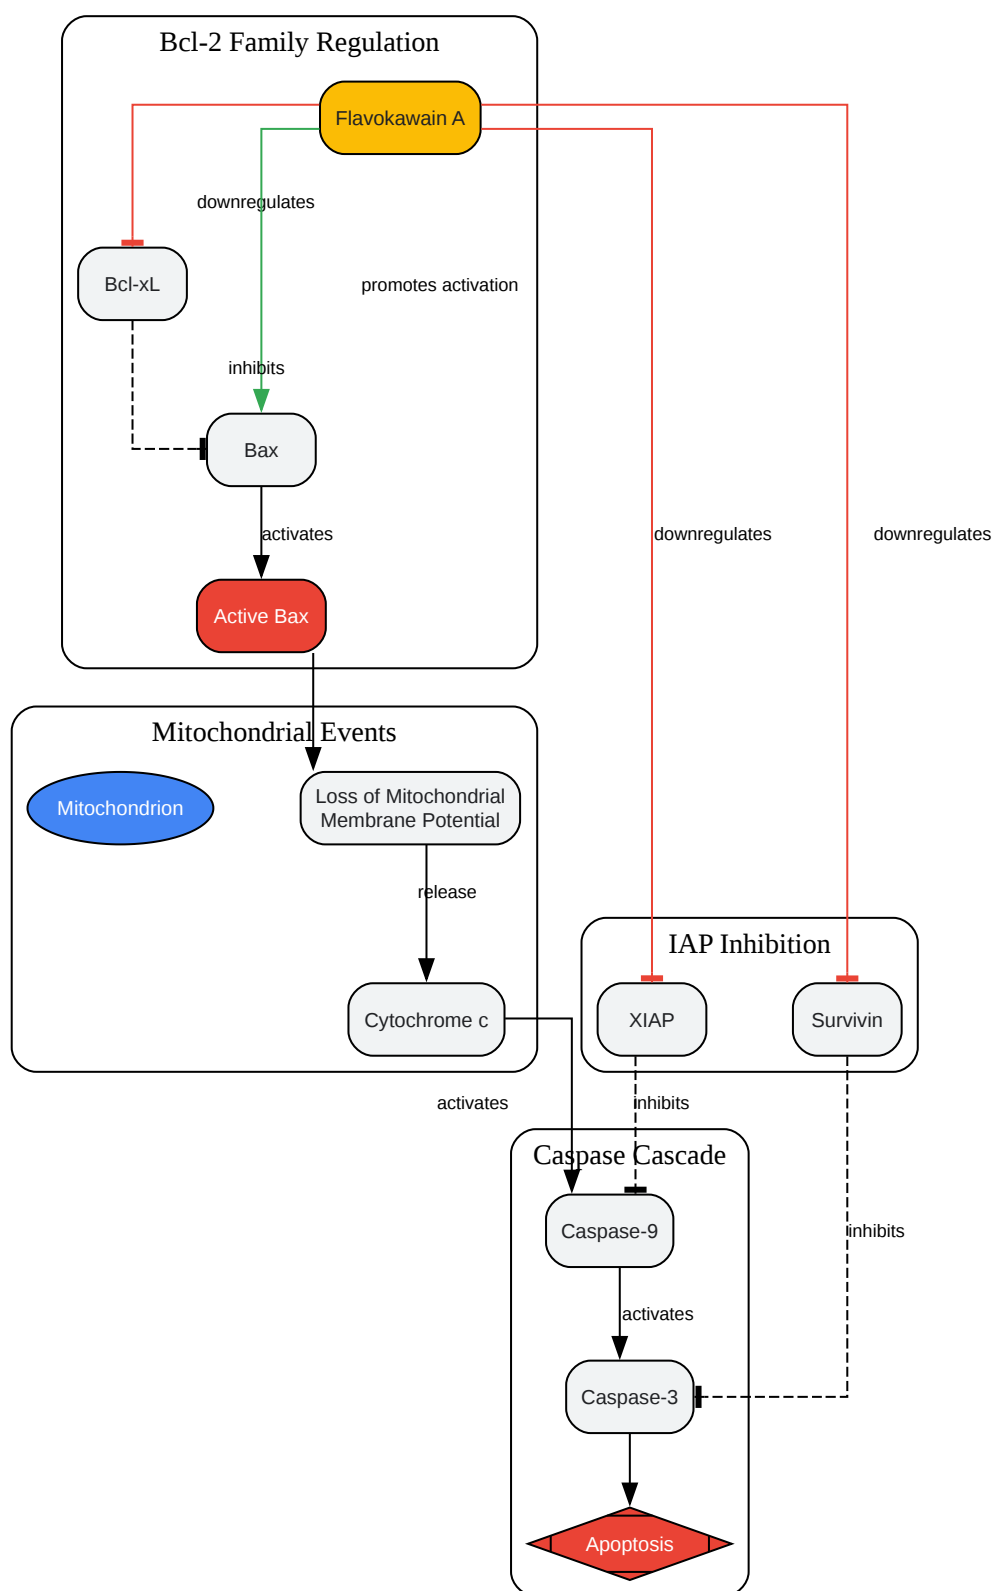 Bcl-2 Family Regulation
Flavokawain A
downregulates
Bcl-xL
promotes activation
inhibits
Bax
activates
downregulates
downregulates
Active Bax
Mitochondrial Events
Mitochondrion
Loss of Mitochondrial
Membrane Potential
release
IAP Inhibition
Cytochrome c
XIAP
Survivin
activates
inhibits
Caspase Cascade
Caspase-9
inhibits
activates
Caspase-3
Apoptosis